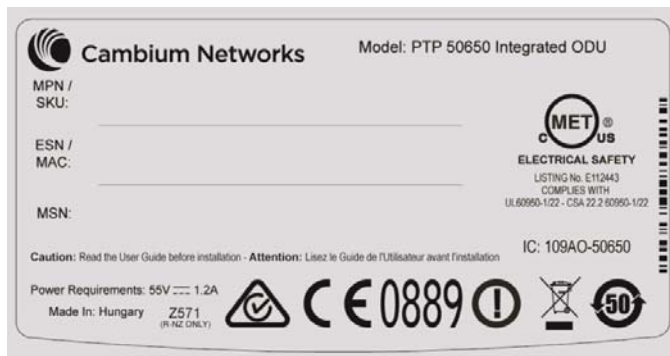 Cambium Networks
Model: PTP 50650 Integrated ODU
MPN /
SKU:
ESN /
MAC:
MSN:
C MET ® US
ELECTRICAL SAFETY
LISTING No. E112443
COMPLIES WITH
UL60950-1/22 - CSA 22.2 60950-1/22
IC: 109AO-50650
Caution: Read the User Guide before installation - Attention: Lisez le Guide de l'Utilisateur avant l'installation
Power Requirements: 55V ⎓ 1.2A
Made In: Hungary
Z571
(R-NZ ONLY)
CE0889
50